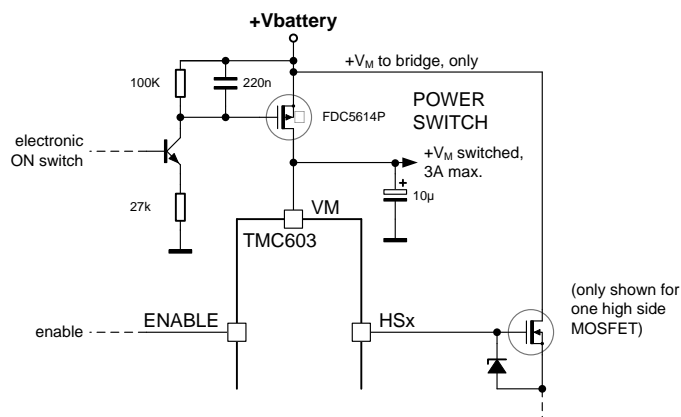 +Vbattery
+VM to bridge, only
100K
220n
FDC5614P
POWER
SWITCH
electronic
ON switch
+VM switched,
3A max.
+
10µ
27k
VM
TMC603
(only shown for
one high side
MOSFET)
enable
ENABLE
HSx